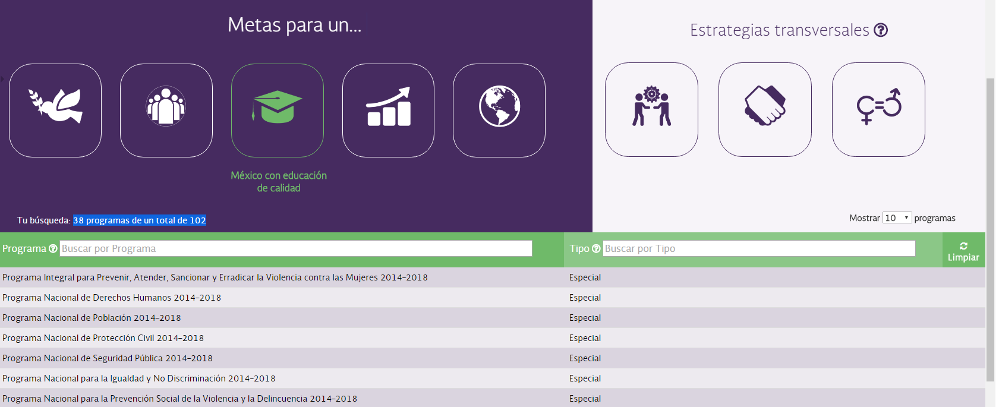 Metas para un...
Estrategias transversales
México con educación
de calidad
Tu búsqueda: 38 programas de un total de 102
Mostrar 10 programas
Programa Buscar por Programa Tipo Buscar por Tipo Limpiar
Programa Integral para Prevenir, Atender, Sancionar y Erradicar la Violencia contra las Mujeres 2014-2018 Especial
Programa Nacional de Derechos Humanos 2014-2018 Especial
Programa Nacional de Población 2014-2018 Especial
Programa Nacional de Protección Civil 2014-2018 Especial
Programa Nacional de Seguridad Pública 2014-2018 Especial
Programa Nacional para la Igualdad y No Discriminación 2014-2018 Especial
Programa Nacional para la Prevención Social de la Violencia y la Delincuencia 2014-2018 Especial